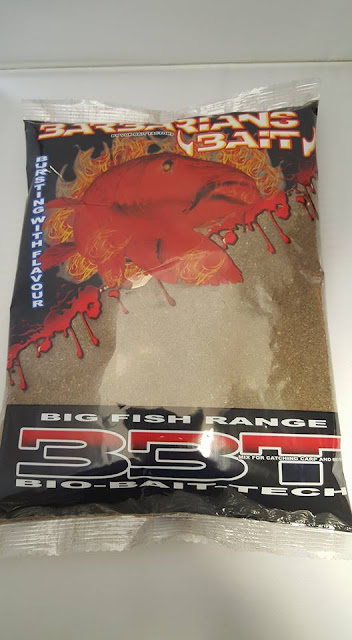 BARBARIANS
BAIT
BURSTING WITH FLAVOUR
BIG FISH RANGE
3BT
MIX FOR CATCHING CARP AND
BIO-BAIT-TECH